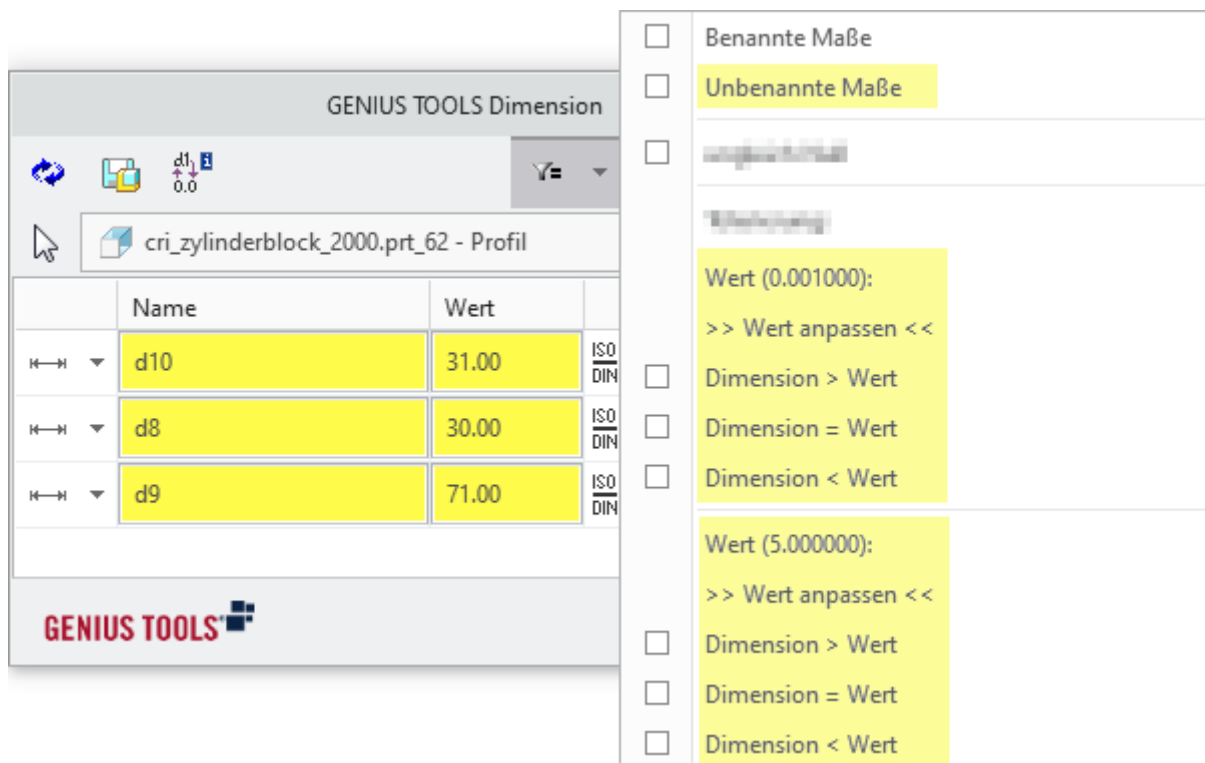 GENIUS TOOLS Dimension
d1
0.0
cri_zylinderblock_2000.prt_62 - Profil
Name Wert
d10 31.00 ISO
DIN
d8 30.00 ISO
DIN
d9 71.00 ISO
DIN
GENIUS TOOLS
Benannte Maße
Unbenannte Maße
Wert (0.001000):
>> Wert anpassen <<
Dimension > Wert
Dimension = Wert
Dimension < Wert
Wert (5.000000):
>> Wert anpassen <<
Dimension > Wert
Dimension = Wert
Dimension < Wert